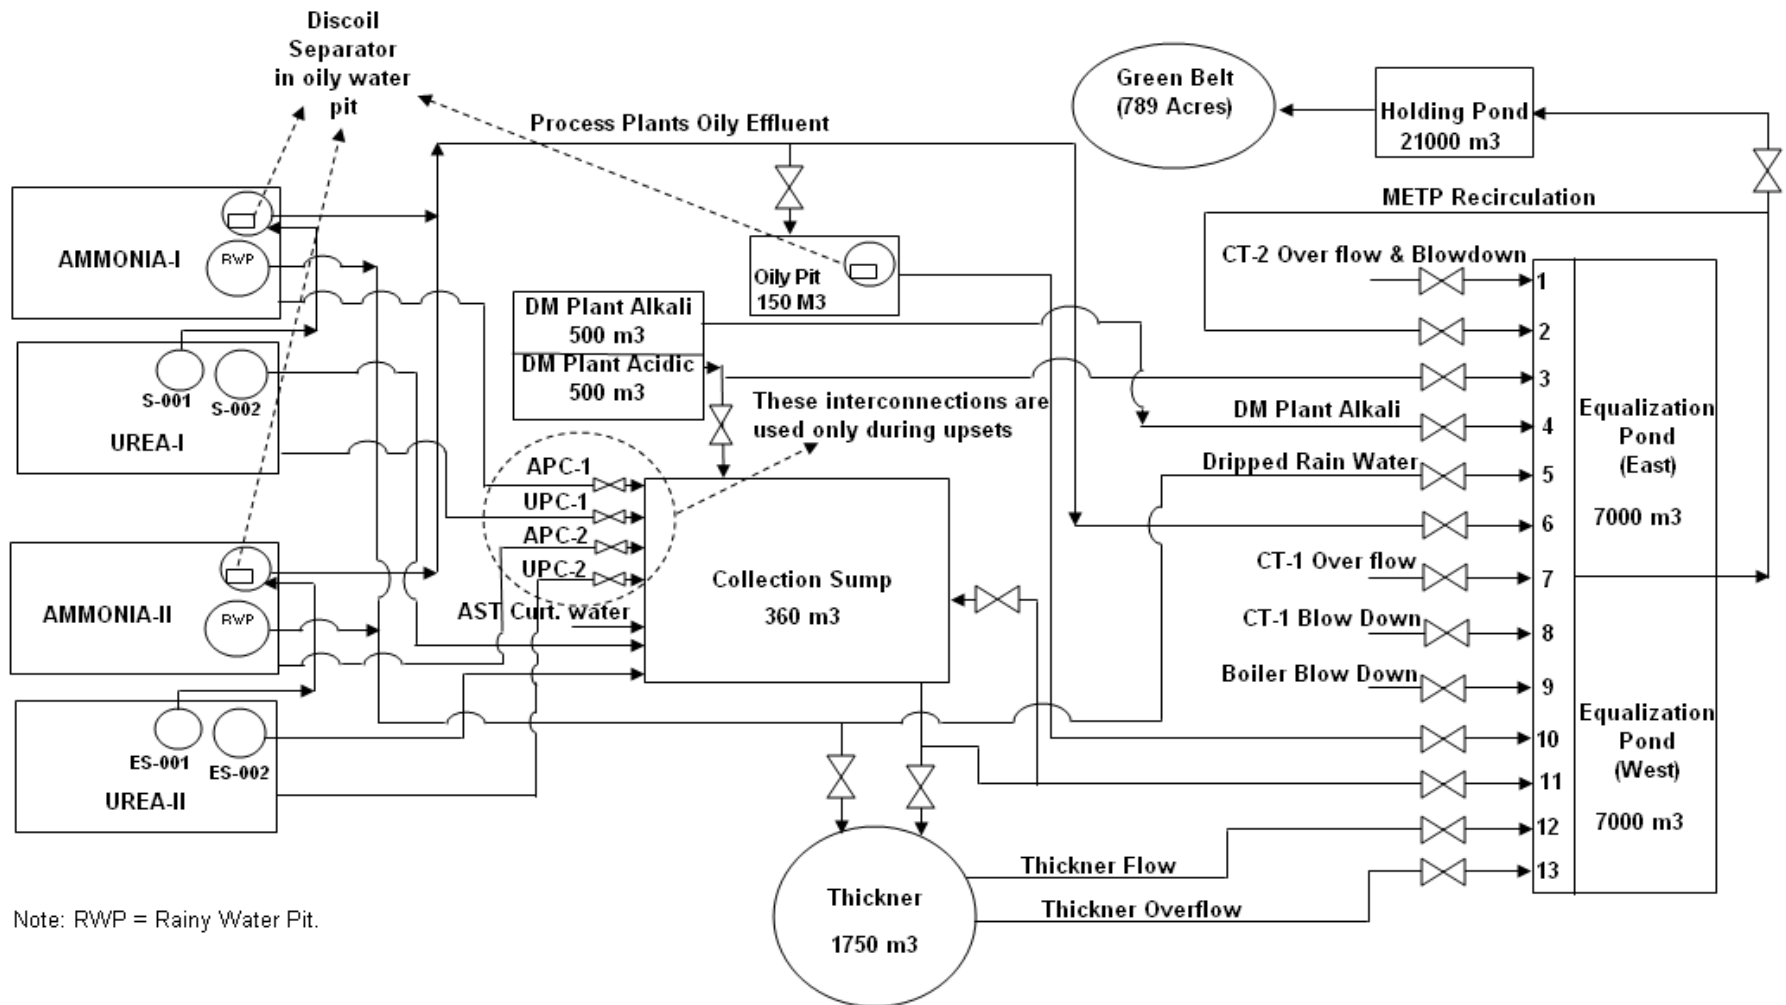 Discoil
Separator
in oily water
pit
Green Belt
(789 Acres)
Holding Pond
21000 m3
Process Plants Oily Effluent
METP Recirculation
AMMONIA-I
RWP
Oily Pit
150 M3
CT-2 Over flow & Blowdown
1
DM Plant Alkali
500 m3
2
DM Plant Acidic
500 m3
3
S-001
S-002
UREA-I
These interconnections are
used only during upsets
DM Plant Alkali
4
Equalization
Pond
(East)
7000 m3
APC-1
UPC-1
APC-2
UPC-2
Dripped Rain Water
5
6
AMMONIA-II
RWP
AST Curt. water
Collection Sump
360 m3
CT-1 Over flow
7
CT-1 Blow Down
8
Boiler Blow Down
9
ES-001
ES-002
UREA-II
Equalization
Pond
(West)
7000 m3
10
11
12
13
Thickner Flow
Thickner Overflow
Thickner
1750 m3
Note: RWP = Rainy Water Pit.